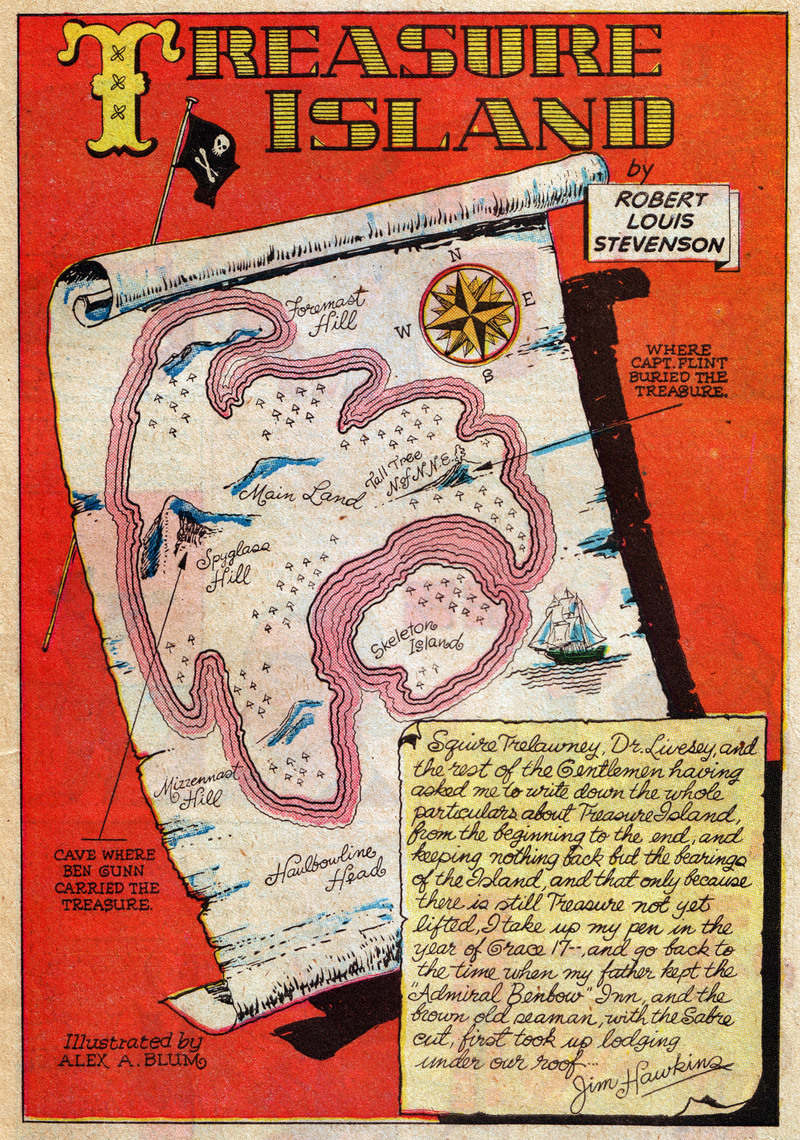 TREASURE
ISLAND
by
ROBERT
LOUIS
STEVENSON
N
E
W
S
Foremast
Hill
WHERE
CAPT. FLINT
BURIED THE
TREASURE.
Tall Tree
N. of N.N.E.
Main Land
Spyglass
Hill
Skeleton
Island
Mizzenmast
Hill
Haulbowline
Head
CAVE WHERE
BEN GUNN
CARRIED THE
TREASURE.
Squire Trelawney, Dr. Livesey, and
the rest of the Gentlemen having
asked me to write down the whole
particulars about Treasure Island,
from the beginning to the end, and
keeping nothing back but the bearings
of the Island, and that only because
there is still Treasure not yet
lifted, I take up my pen in the
year of Grace 17--, and go back to
the time when my father kept the
"Admiral Benbow" Inn, and the
brown old seaman, with the Sabre
cut, first took up lodging
under our roof...
Jim Hawkins
Illustrated by
ALEX A. BLUM